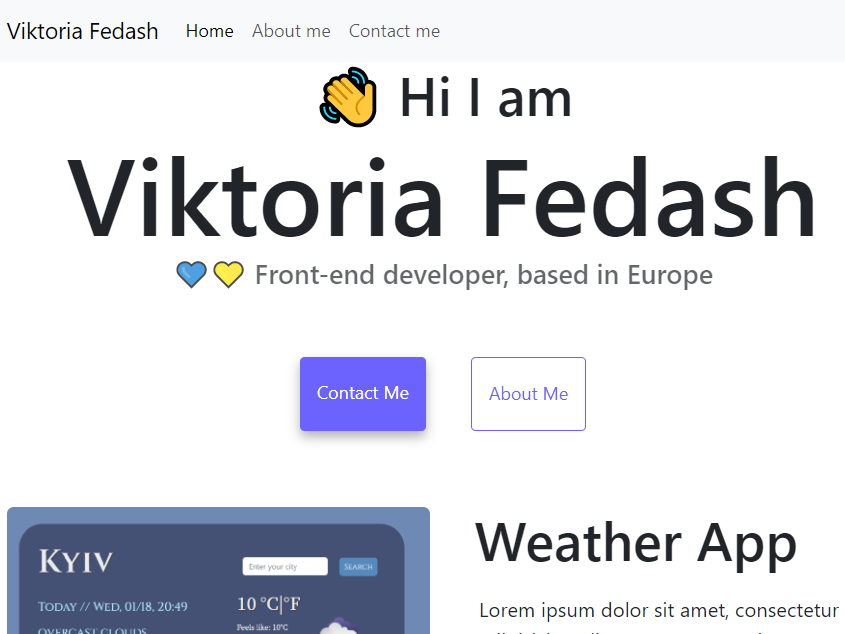 Viktoria Fedash Home About me Contact me
👋 Hi I am
Viktoria Fedash
💙💛 Front-end developer, based in Europe
Contact Me About Me
KYIV
Enter your city SEARCH
TODAY // WED, 01/18, 20:49
10 °C|°F
OVERCAST CLOUDS
Feels like: 10°C
Weather App
Lorem ipsum dolor sit amet, consectetur